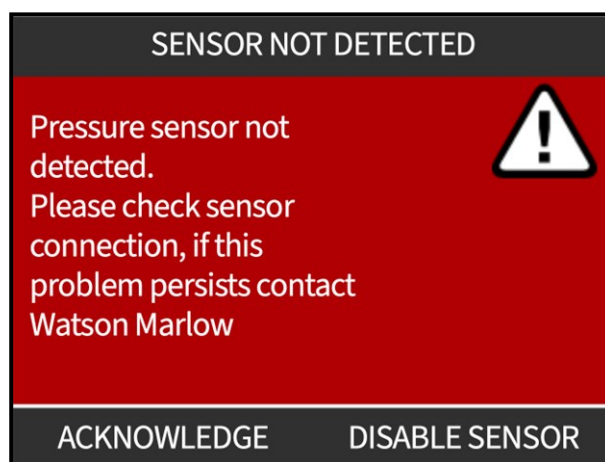 SENSOR NOT DETECTED
Pressure sensor not
detected.
Please check sensor
connection, if this
problem persists contact
Watson Marlow
ACKNOWLEDGE DISABLE SENSOR